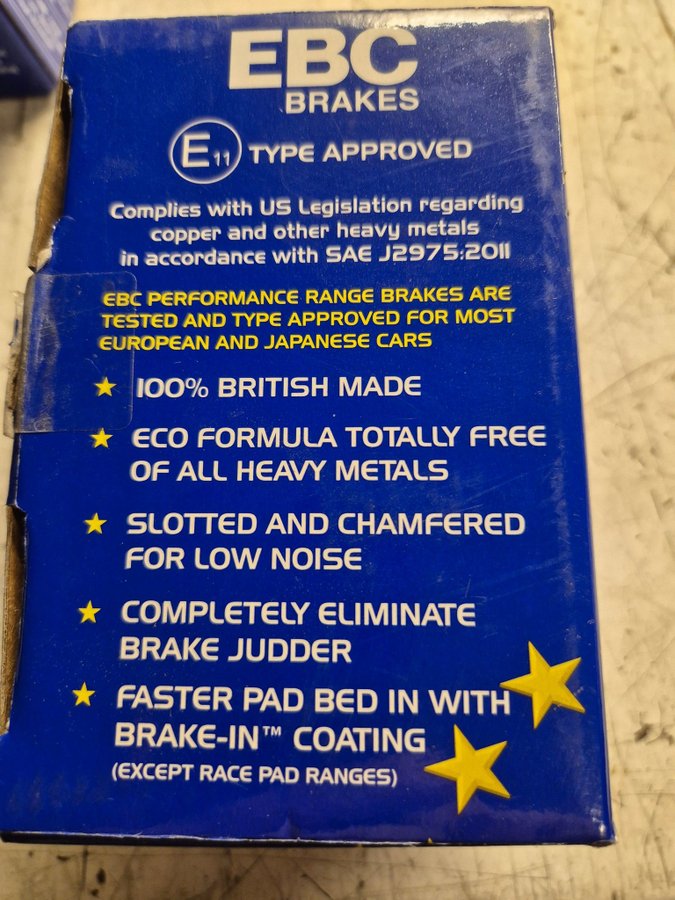 EBC
BRAKES
E11 TYPE APPROVED
Complies with US Legislation regarding
copper and other heavy metals
in accordance with SAE J2975:2011
EBC PERFORMANCE RANGE BRAKES ARE
TESTED AND TYPE APPROVED FOR MOST
EUROPEAN AND JAPANESE CARS
★ 100% BRITISH MADE
★ ECO FORMULA TOTALLY FREE
OF ALL HEAVY METALS
★ SLOTTED AND CHAMFERED
FOR LOW NOISE
★ COMPLETELY ELIMINATE
BRAKE JUDDER
★ FASTER PAD BED IN WITH
BRAKE-IN™ COATING
(EXCEPT RACE PAD RANGES)